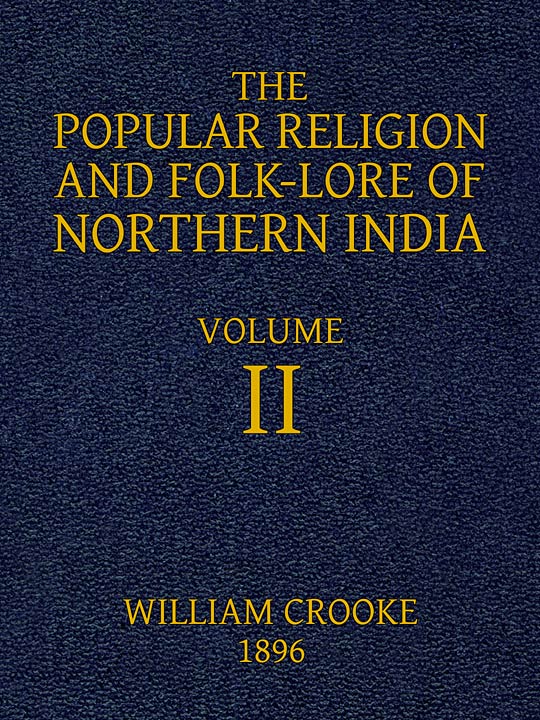 THE
POPULAR RELIGION
AND FOLK-LORE OF
NORTHERN INDIA
VOLUME
II
WILLIAM CROOKE
1896